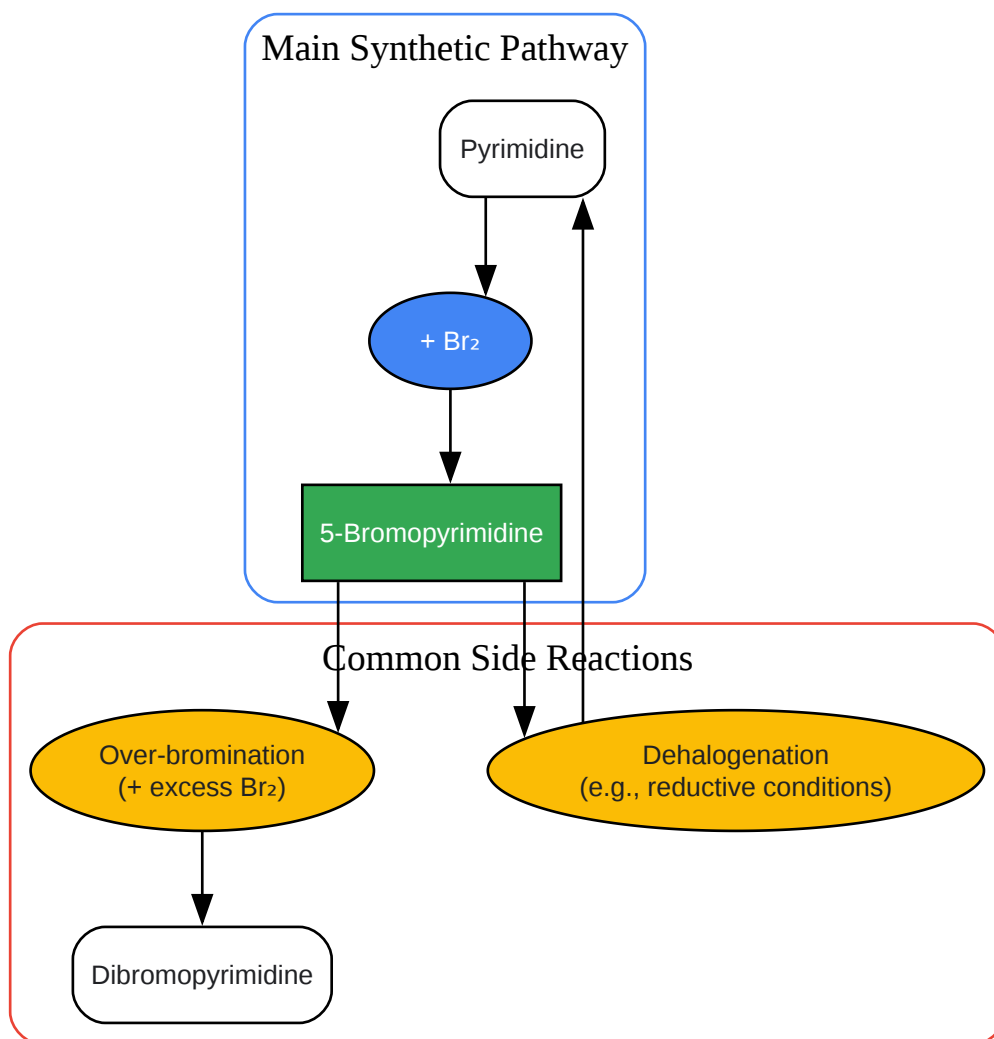 Main Synthetic Pathway
Pyrimidine
+ Br₂
5-Bromopyrimidine
Common Side Reactions
Over-bromination
(+ excess Br₂)
Dehalogenation
(e.g., reductive conditions)
Dibromopyrimidine